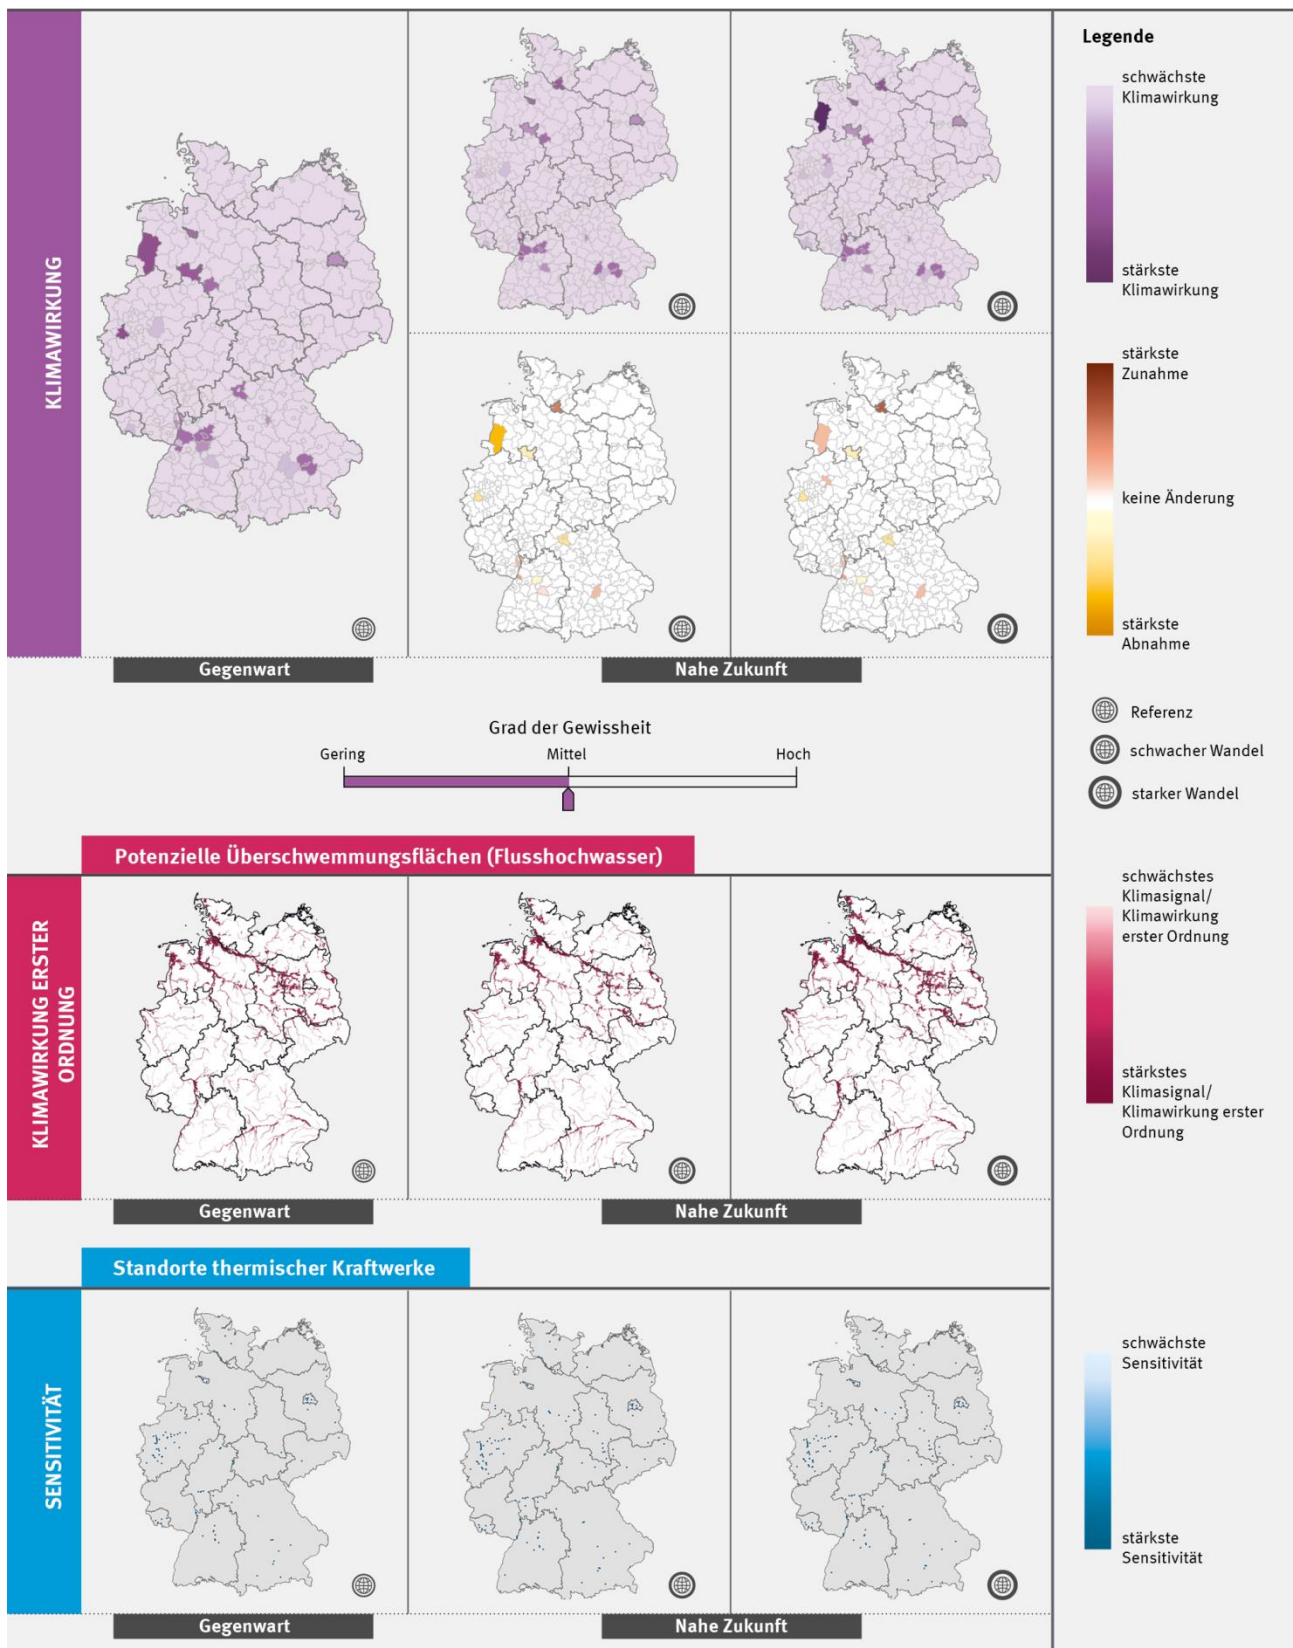 KLIMAWIRKUNG
Gegenwart
Nahe Zukunft
Grad der Gewissheit
Gering
Mittel
Hoch
Potenzielle Überschwemmungsflächen (Flusshochwasser)
KLIMAWIRKUNG ERSTER
ORDNUNG
Gegenwart
Nahe Zukunft
Standorte thermischer Kraftwerke
SENSITIVITÄT
Gegenwart
Nahe Zukunft
Legende
schwächste
Klimawirkung
stärkste
Klimawirkung
stärkste
Zunahme
keine Änderung
stärkste
Abnahme
Referenz
schwacher Wandel
starker Wandel
schwächstes
Klimasignal/
Klimawirkung
erster Ordnung
stärkstes
Klimasignal/
Klimawirkung erster
Ordnung
schwächste
Sensitivität
stärkste
Sensitivität